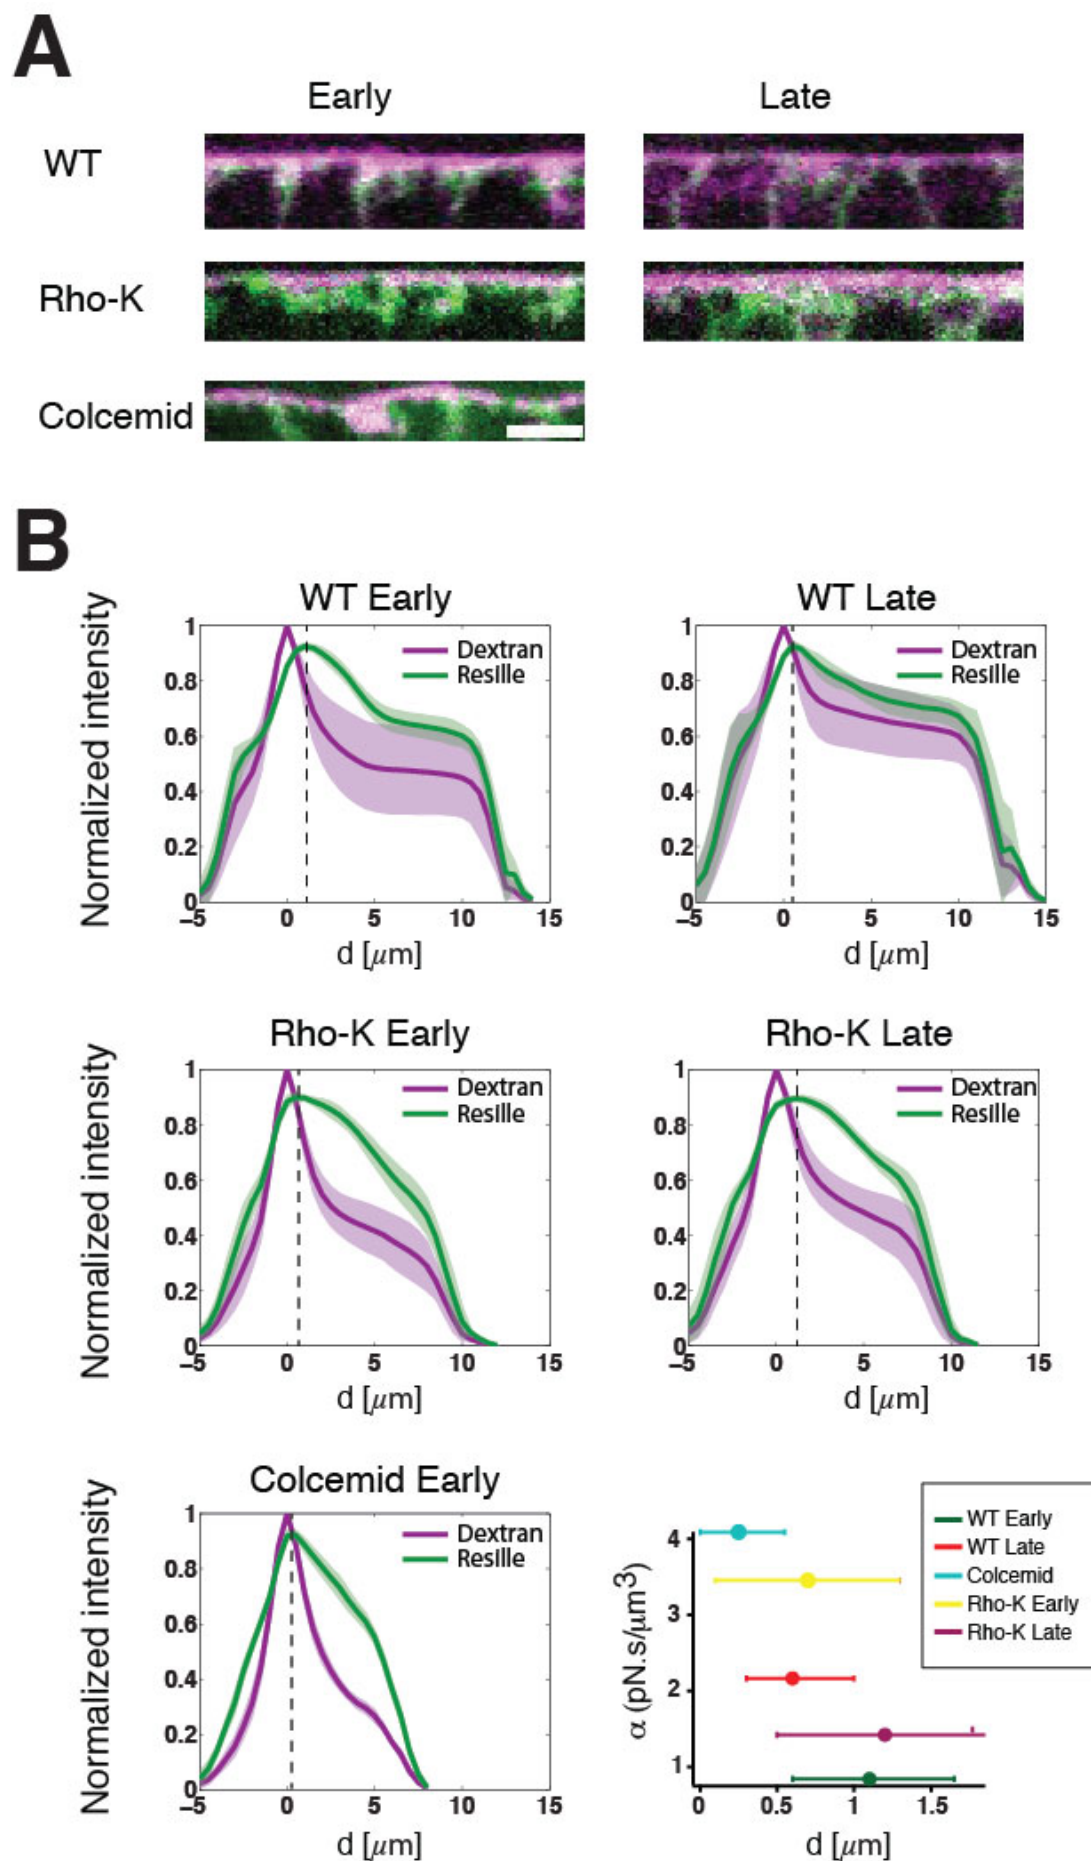 A
Early Late
WT
Rho-K
Colcemid
B
WT Early
Normalized intensity
1
0.8
0.6
0.4
0.2
0
−5 0 5 10 15
d [μm]
Dextran
Resille
WT Late
1
0.8
0.6
0.4
0.2
0
−5 0 5 10 15
d [μm]
Dextran
Resille
Rho-K Early
Normalized intensity
1
0.8
0.6
0.4
0.2
0
−5 0 5 10 15
d [μm]
Dextran
Resille
Rho-K Late
1
0.8
0.6
0.4
0.2
0
−5 0 5 10 15
d [μm]
Dextran
Resille
Colcemid Early
Normalized intensity
1
0.8
0.6
0.4
0.2
0
−5 0 5 10 15
d [μm]
Dextran
Resille
α (pN.s/μm³)
4
3
2
1
0 0.5 1 1.5
d [μm]
WT Early
WT Late
Colcemid
Rho-K Early
Rho-K Late